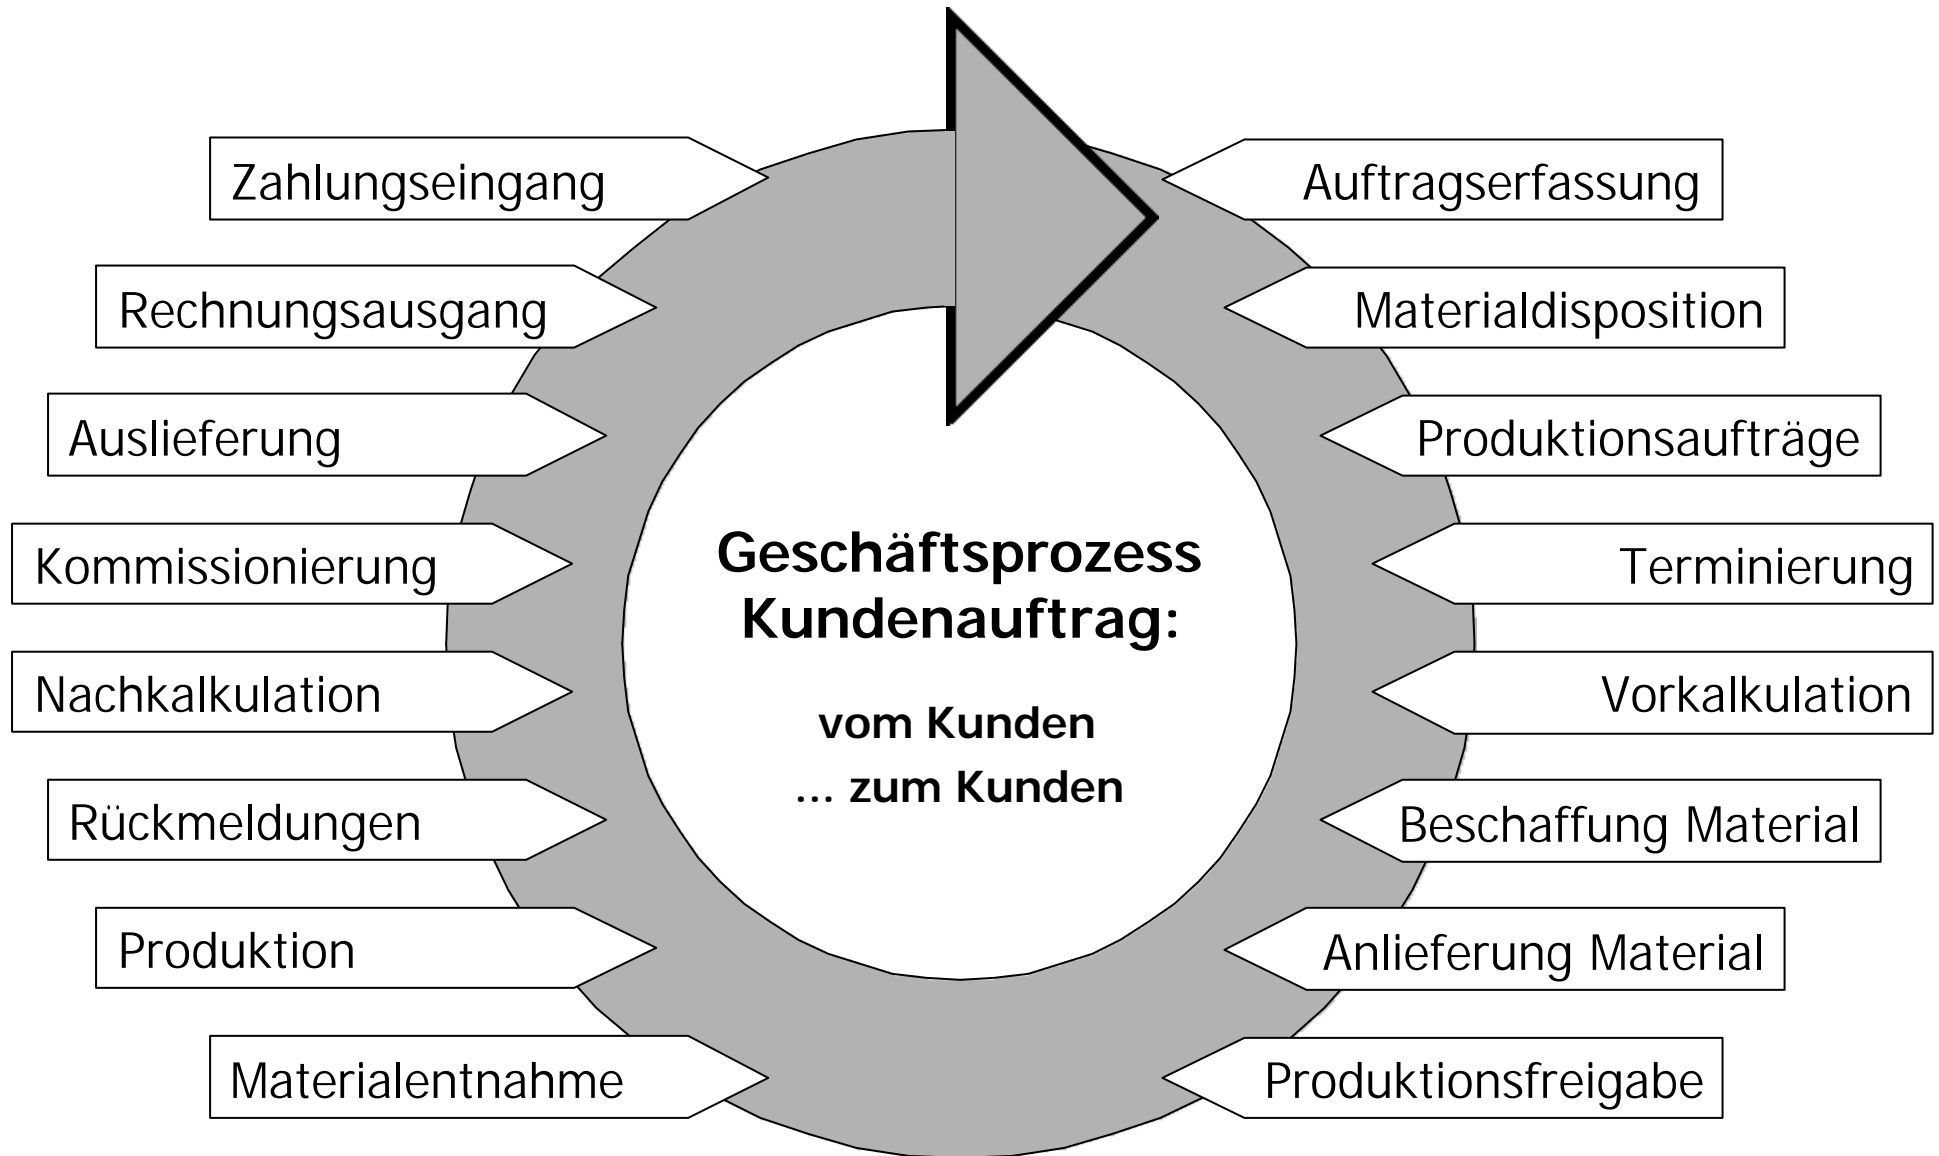 Zahlungseingang
Auftragserfassung
Rechnungsausgang
Materialdisposition
Auslieferung
Produktionsaufträge
Kommissionierung
Geschäftsprozess
Terminierung
Kundenauftrag:
Nachkalkulation
Vorkalkulation
vom Kunden
... zum Kunden
Rückmeldungen
Beschaffung Material
Produktion
Anlieferung Material
Materialentnahme
Produktionsfreigabe